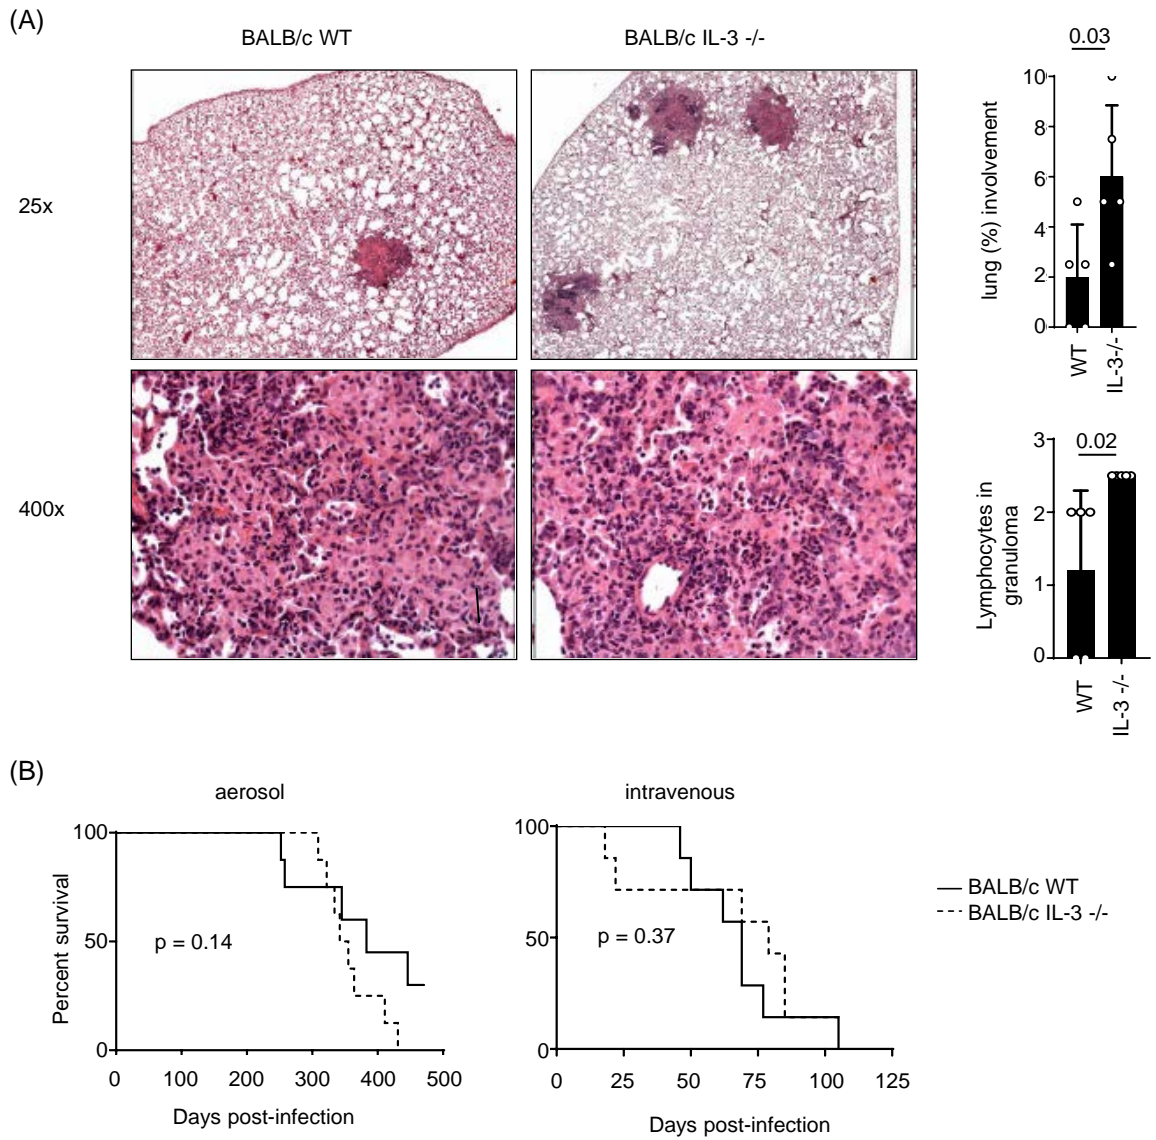 (A)
BALB/c WT
BALB/c IL-3 -/-
25x
400x
0.03
lung (%) involvement
10
8
6
4
2
0
WT
IL-3-/-
0.02
Lymphocytes in
granuloma
3
2
1
0
WT
IL-3 -/-
(B)
aerosol
Percent survival
100
50
0
p = 0.14
0 100 200 300 400 500
Days post-infection
intravenous
100
50
0
p = 0.37
0 25 50 75 100 125
Days post-infection
BALB/c WT
BALB/c IL-3 -/-